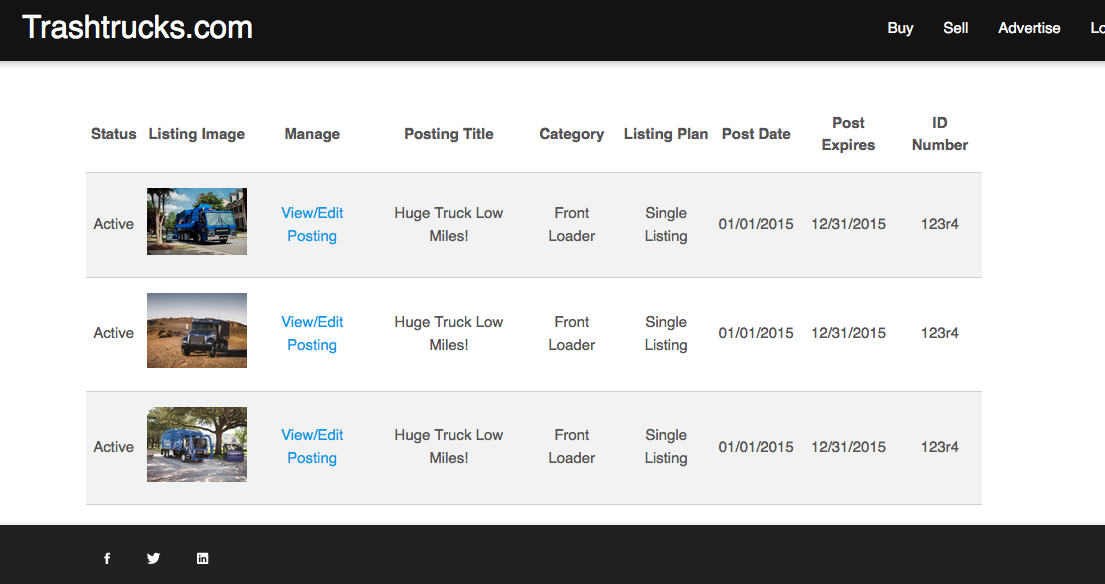 Trashtrucks.com
Buy Sell Advertise
Status Listing Image Manage Posting Title Category Listing Plan Post Date Post Expires ID Number
Active View/Edit Posting Huge Truck Low Miles! Front Loader Single Listing 01/01/2015 12/31/2015 123r4
Active View/Edit Posting Huge Truck Low Miles! Front Loader Single Listing 01/01/2015 12/31/2015 123r4
Active View/Edit Posting Huge Truck Low Miles! Front Loader Single Listing 01/01/2015 12/31/2015 123r4